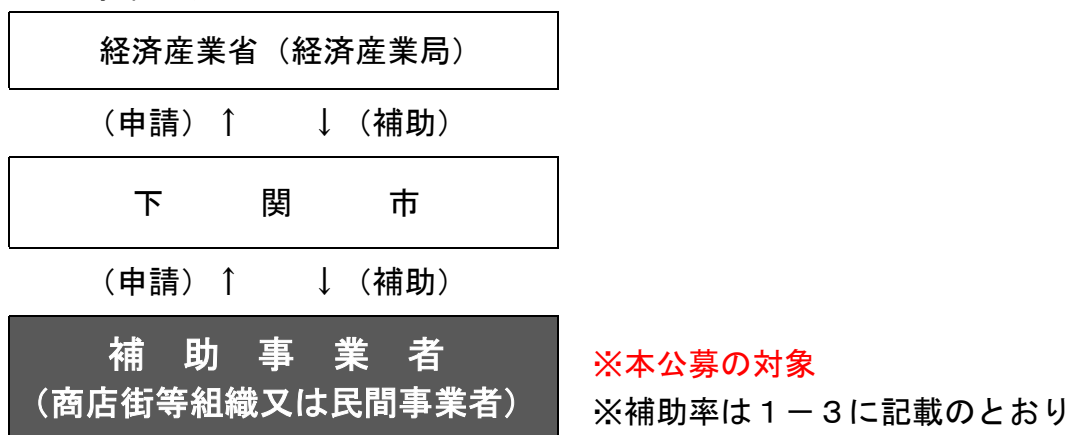 経済産業省（経済産業局）
（申請）↑　　↓（補助）
下　　関　　市
（申請）↑　　↓（補助）
補　助　事　業　者
（商店街等組織又は民間事業者）
※本公募の対象
※補助率は１－３に記載のとおり